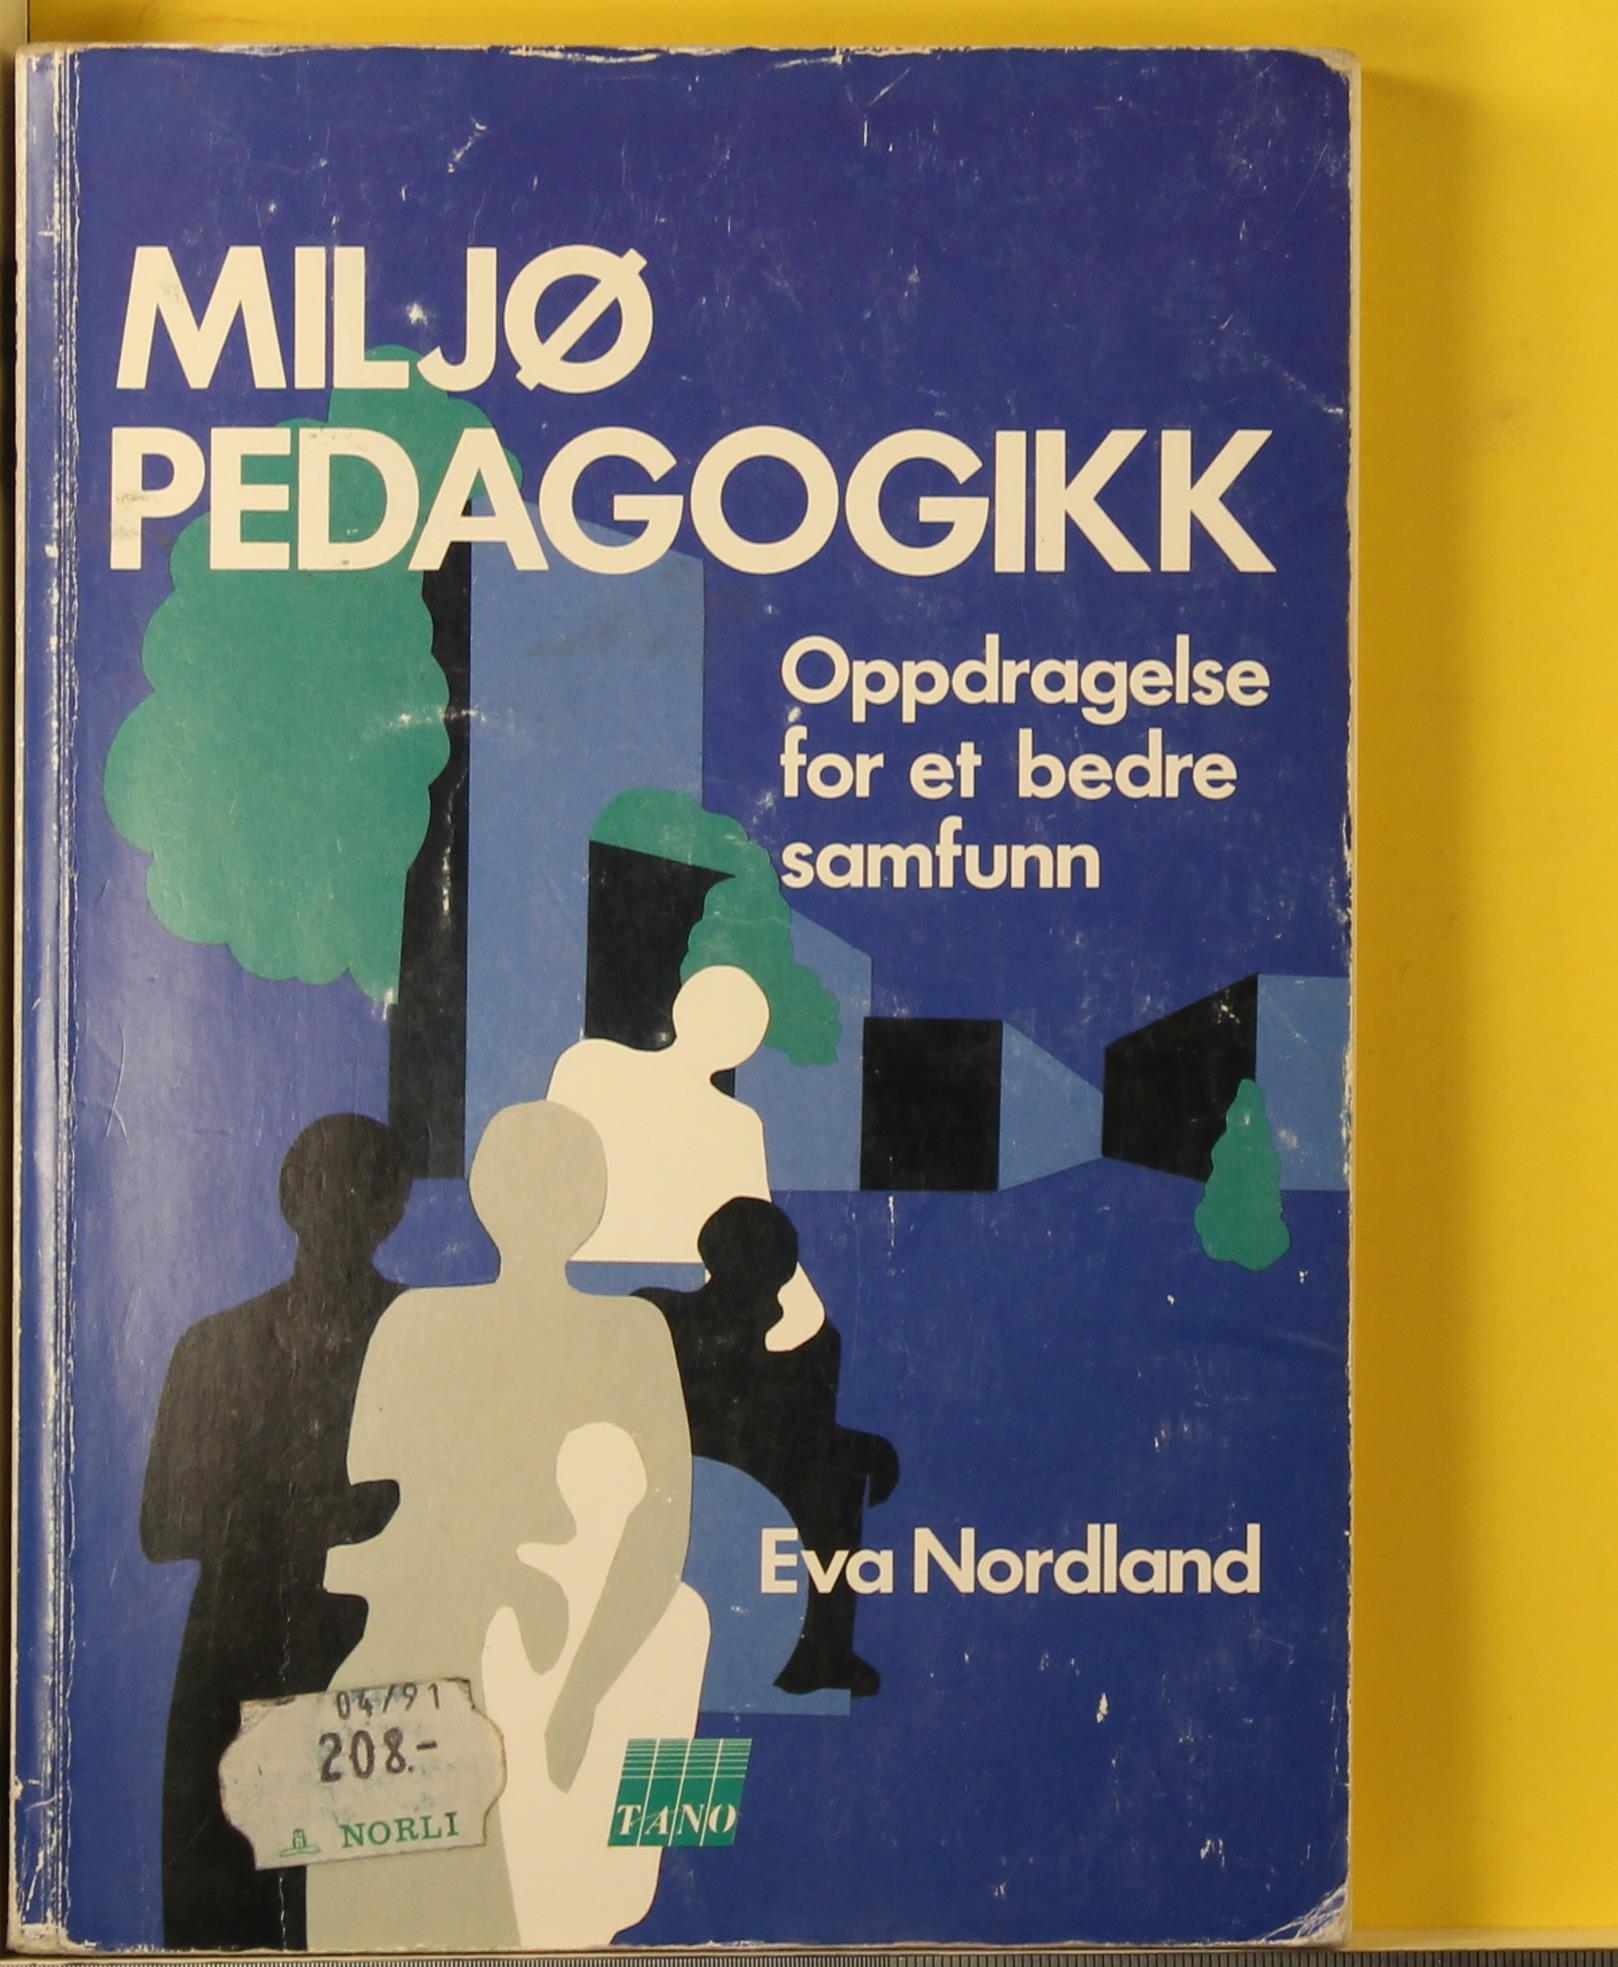 MILJØ
PEDAGOGIKK
Oppdragelse
for et bedre
samfunn
Eva Nordland
04/91
208.-
NORLI
TANO